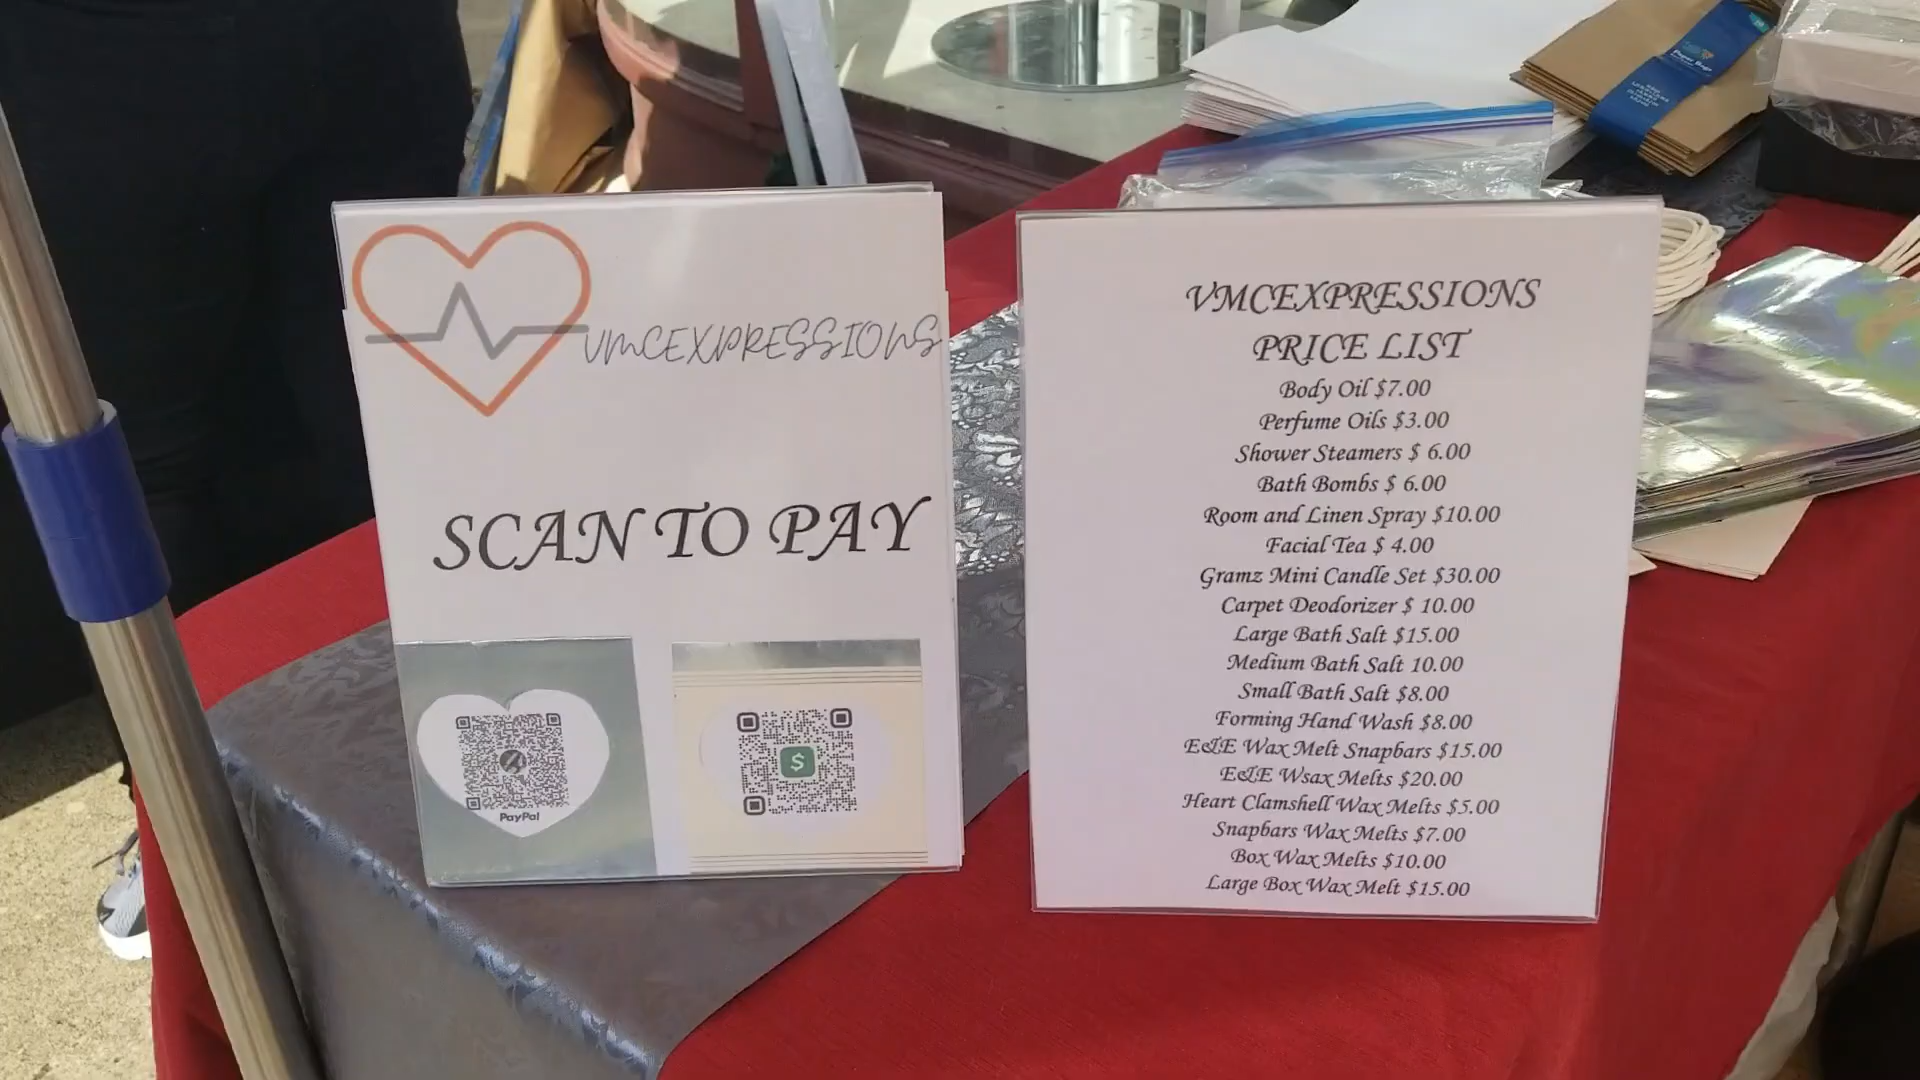 VMCEXPRESSIONS
SCAN TO PAY
PayPal
$
VMCEXPRESSIONS
PRICE LIST
Body Oil $7.00
Perfume Oils $3.00
Shower Steamers $ 6.00
Bath Bombs $ 6.00
Room and Linen Spray $10.00
Facial Tea $ 4.00
Gramz Mini Candle Set $30.00
Carpet Deodorizer $ 10.00
Large Bath Salt $15.00
Medium Bath Salt 10.00
Small Bath Salt $8.00
Forming Hand Wash $8.00
E&E Wax Melt Snapbars $15.00
E&E Wsax Melts $20.00
Heart Clamshell Wax Melts $5.00
Snapbars Wax Melts $7.00
Box Wax Melts $10.00
Large Box Wax Melt $15.00
Paper Bags